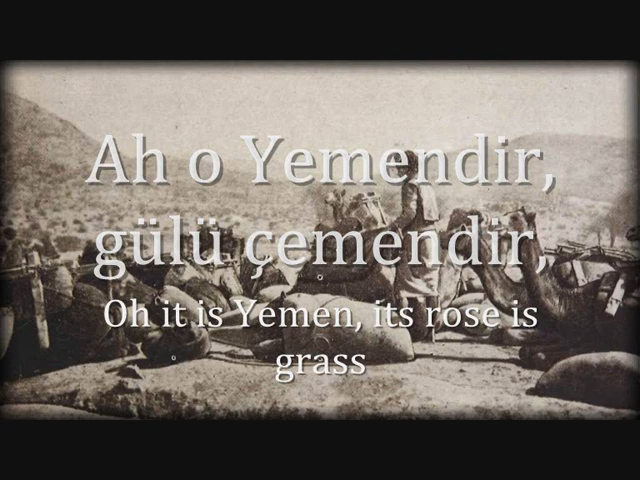 Ah o Yemendir,
gülü çemendir,
Oh it is Yemen, its rose is
grass